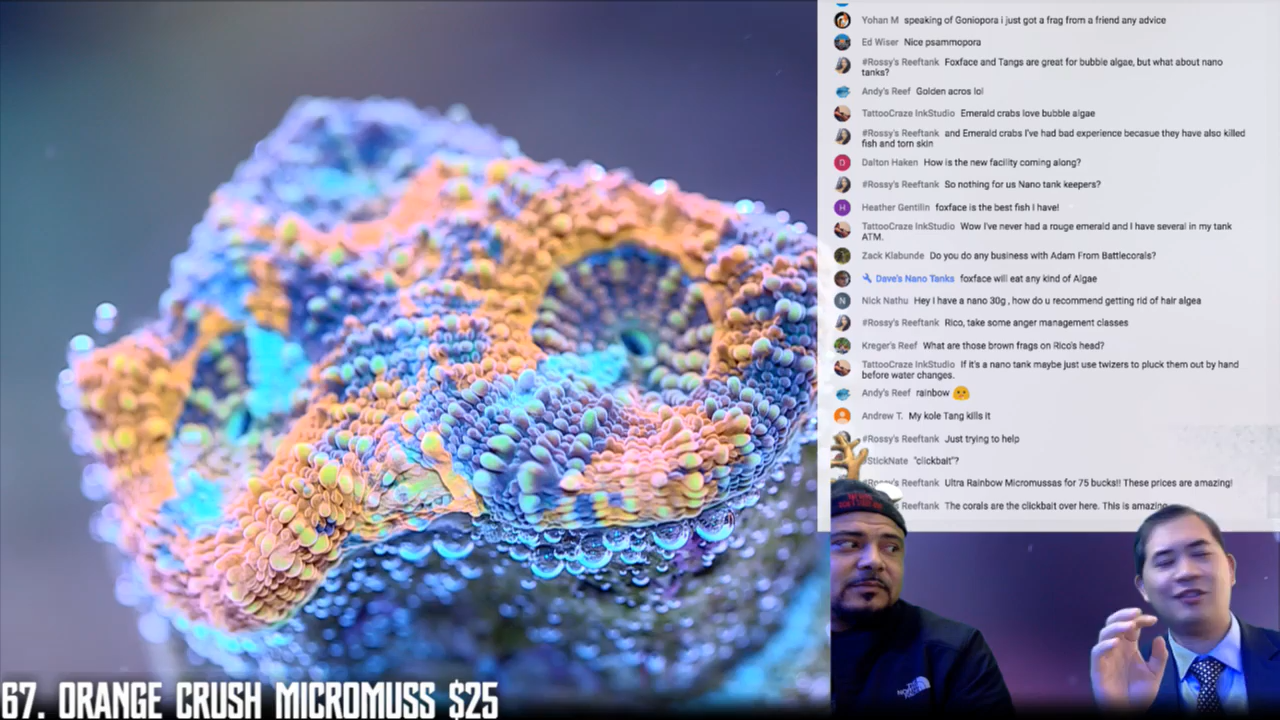 Yohan M speaking of Goniopora i just got a frag from a friend any advice
Ed Wiser Nice psammopora
#Rossy's Reeftank Foxface and Tangs are great for bubble algae, but what about nano
tanks?
Andy's Reef Golden acros lol
TattooCraze InkStudio Emerald crabs love bubble algae
#Rossy's Reeftank and Emerald crabs I've had bad experience becasue they have also killed
fish and torn skin
D Dalton Haken How is the new facility coming along?
#Rossy's Reeftank So nothing for us Nano tank keepers?
H Heather Gentilin foxface is the best fish I have!
TattooCraze InkStudio Wow I've never had a rouge emerald and I have several in my tank
ATM.
Zack Klabunde Do you do any business with Adam From Battlecorals?
Dave's Nano Tanks foxface will eat any kind of Algae
N Nick Nathu Hey I have a nano 30g , how do u recommend getting rid of hair algea
#Rossy's Reeftank Rico, take some anger management classes
Kreger's Reef What are those brown frags on Rico's head?
TattooCraze InkStudio If it's a nano tank maybe just use twizers to pluck them out by hand
before water changes.
Andy's Reef rainbow
Andrew T. My kole Tang kills it
#Rossy's Reeftank Just trying to help
StickNate "clickbait"?
#Rossy's Reeftank Ultra Rainbow Micromussas for 75 bucks!! These prices are amazing!
Reeftank The corals are the clickbait over here. This is amazing
THE NORTH FACE
67. ORANGE CRUSH MICROMUSS $25